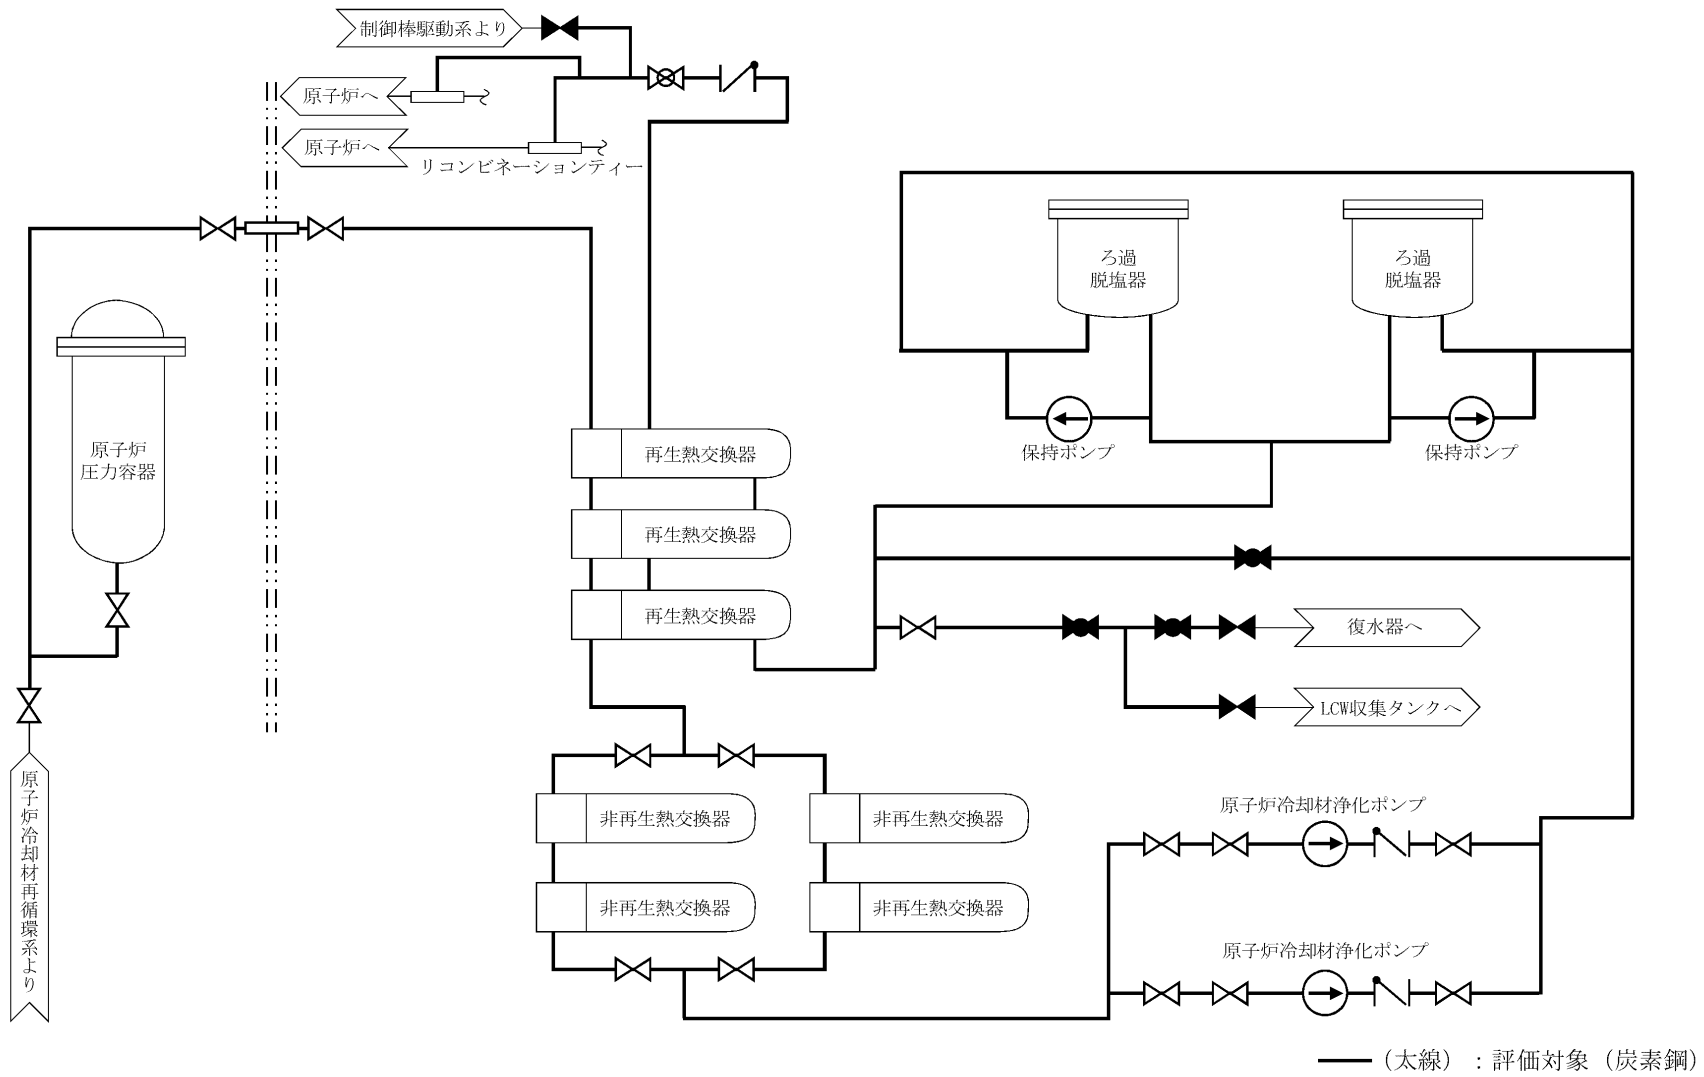 制御棒駆動系より
原子炉へ
原子炉へ
リコンビネーションティー
ろ過
脱塩器
ろ過
脱塩器
原子炉
圧力容器
保持ポンプ
保持ポンプ
再生熱交換器
再生熱交換器
再生熱交換器
復水器へ
LCW収集タンクへ
原子炉冷却材再循環系より
非再生熱交換器
非再生熱交換器
非再生熱交換器
非再生熱交換器
原子炉冷却材浄化ポンプ
原子炉冷却材浄化ポンプ
(太線) : 評価対象 (炭素鋼)